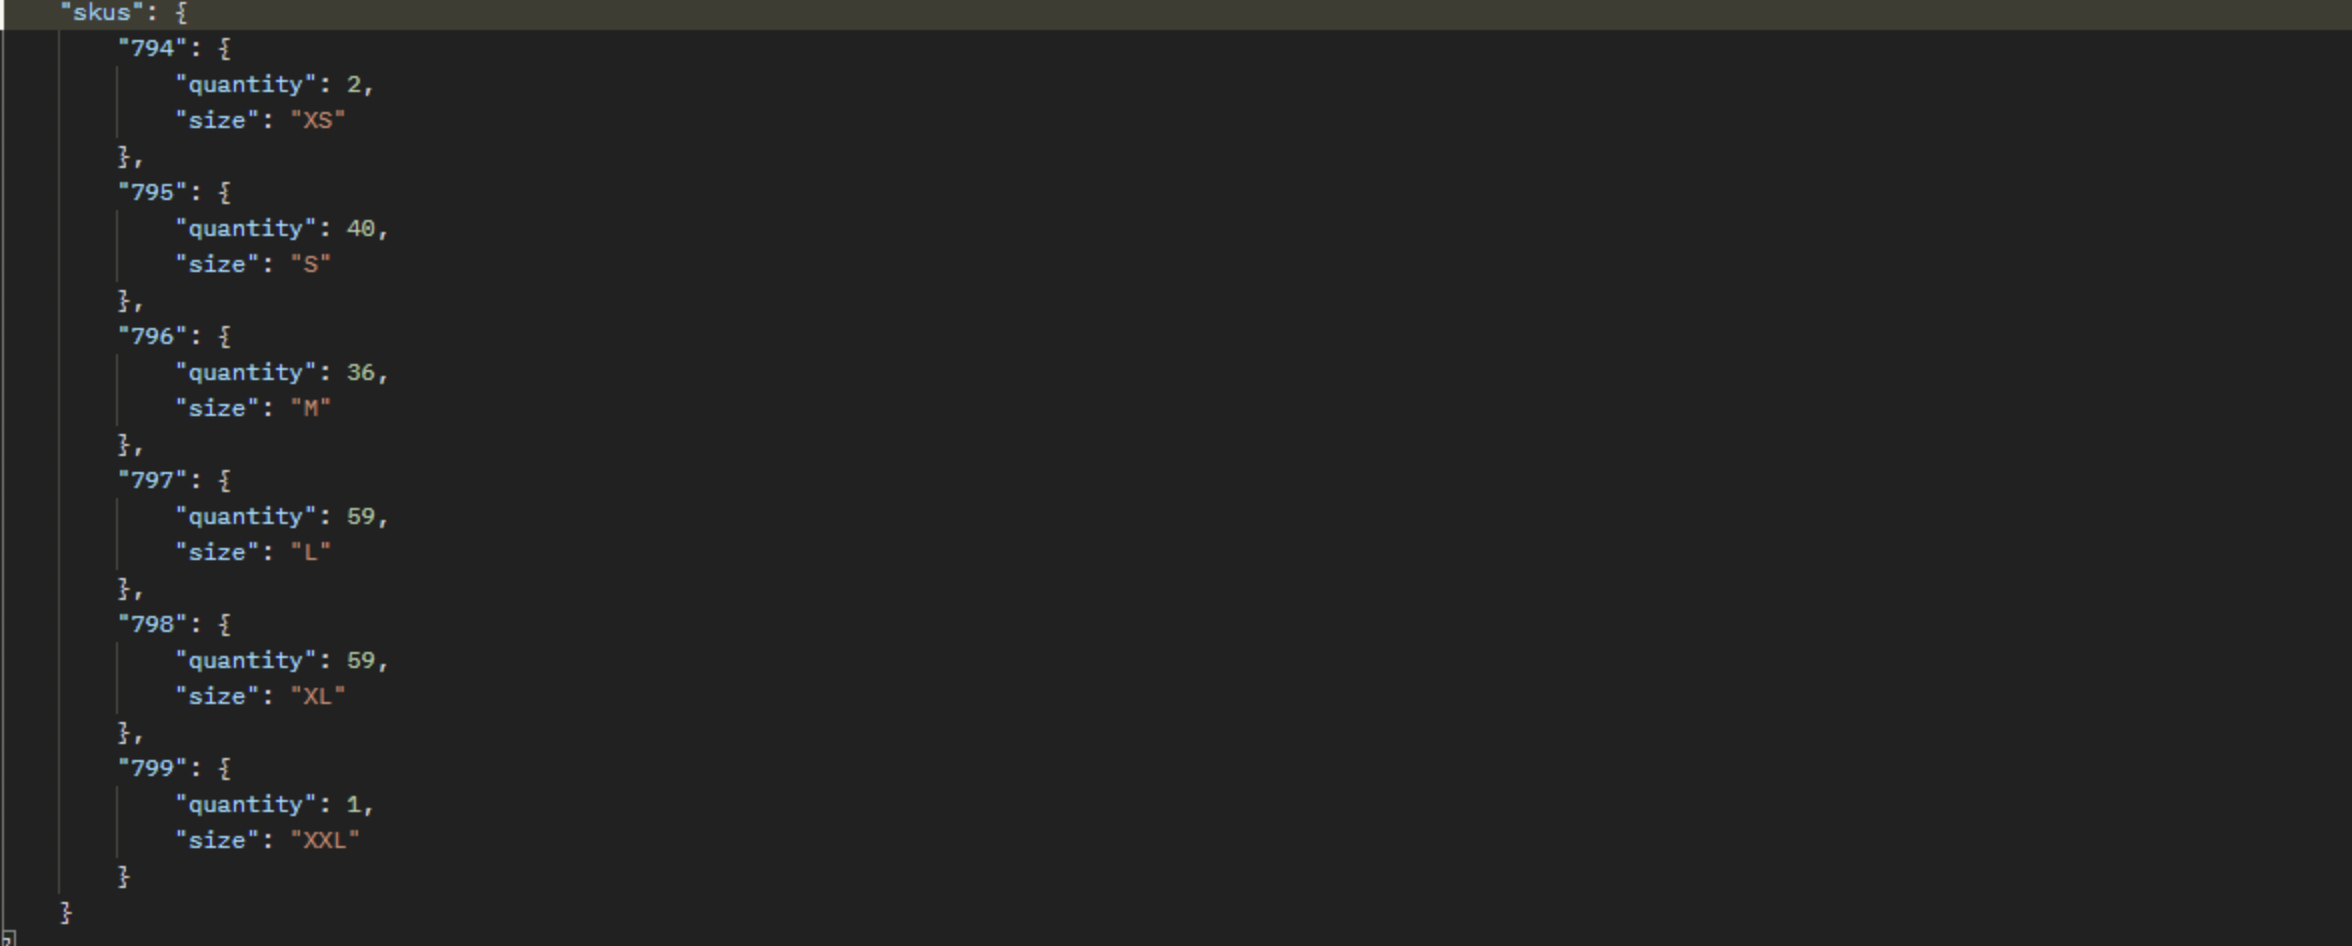 "skus": {
"794": {
"quantity": 2,
"size": "XS"
},
"795": {
"quantity": 40,
"size": "S"
},
"796": {
"quantity": 36,
"size": "M"
},
"797": {
"quantity": 59,
"size": "L"
},
"798": {
"quantity": 59,
"size": "XL"
},
"799": {
"quantity": 1,
"size": "XXL"
}
}